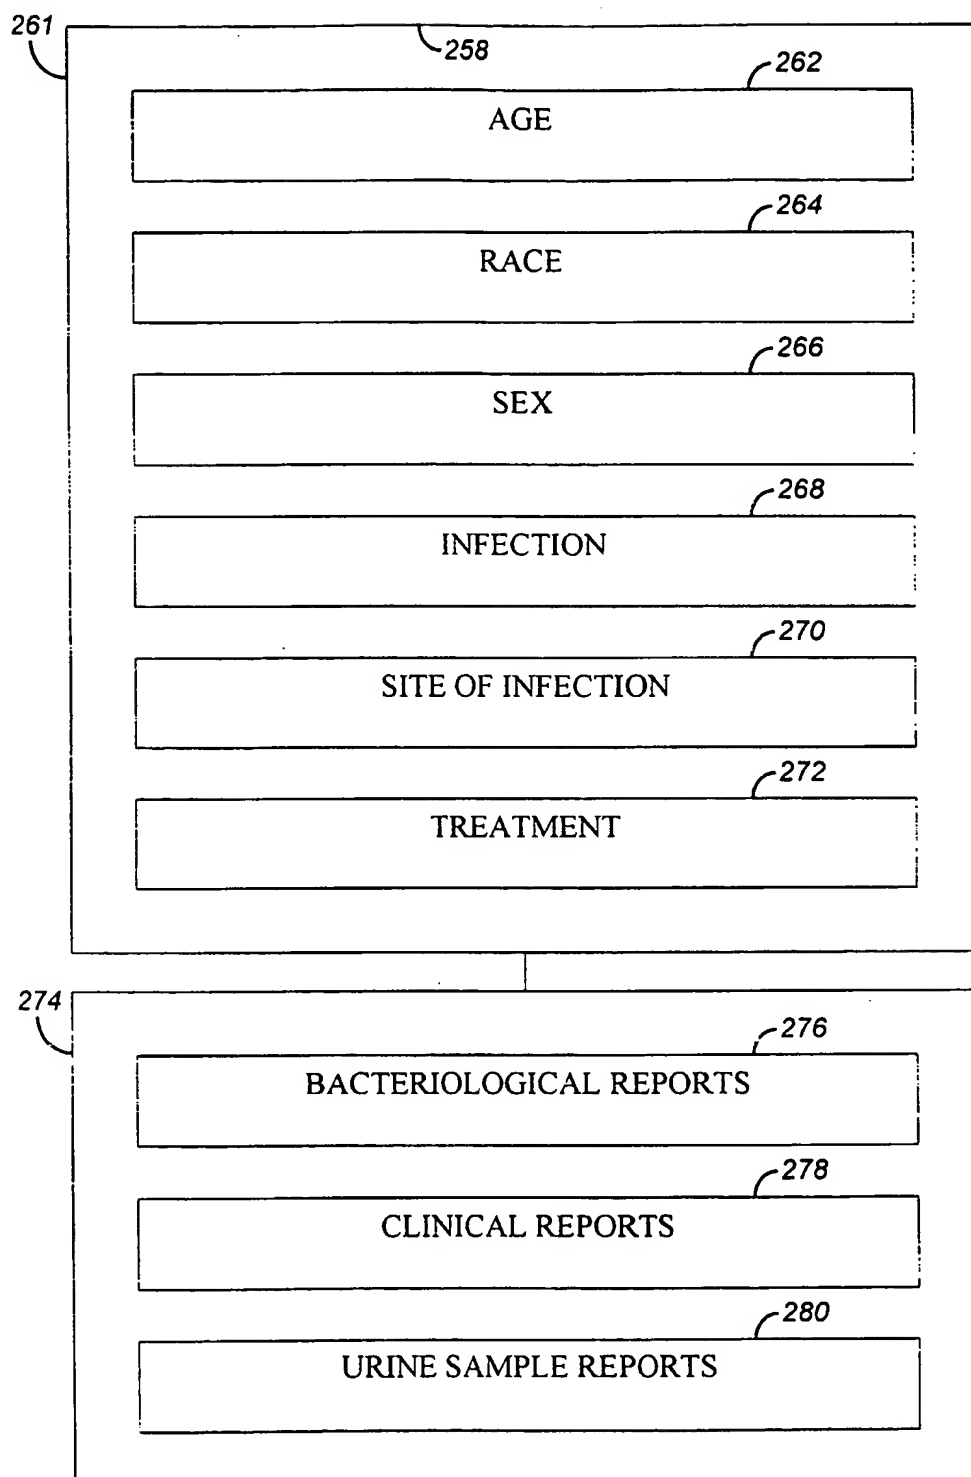 261
258
262
AGE
264
RACE
266
SEX
268
INFECTION
270
SITE OF INFECTION
272
TREATMENT
274
276
BACTERIOLOGICAL REPORTS
278
CLINICAL REPORTS
280
URINE SAMPLE REPORTS